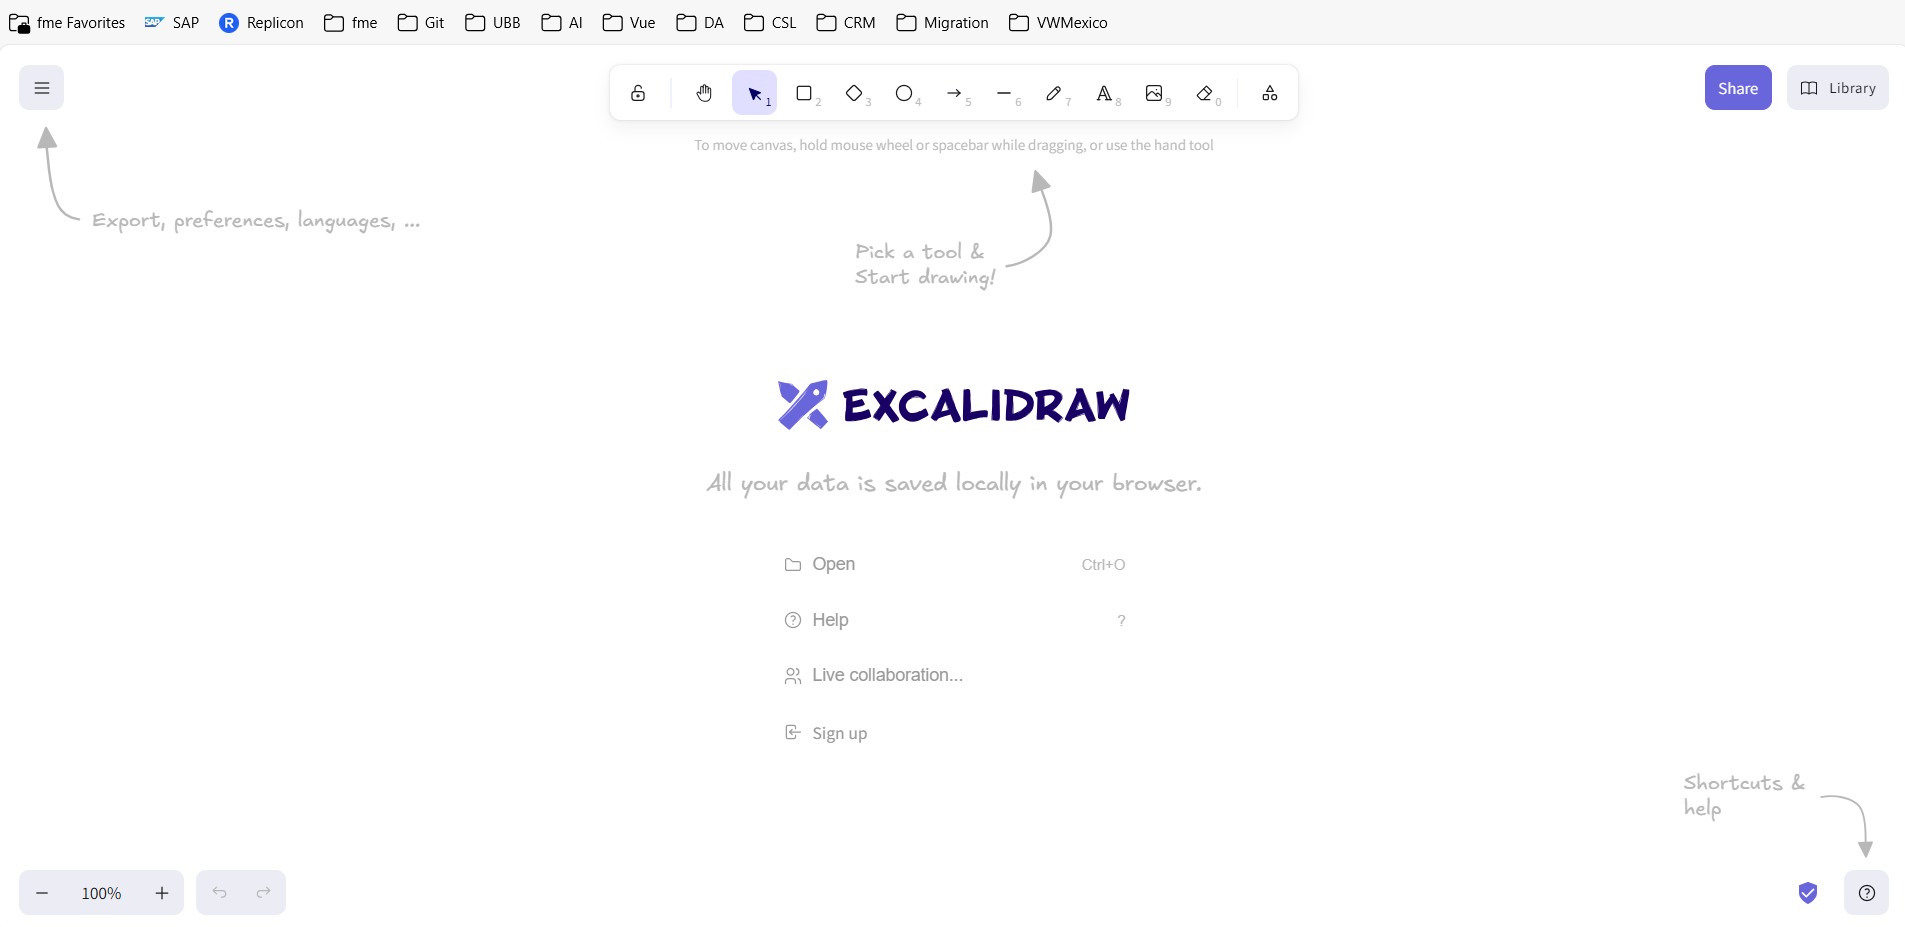 fme Favorites SAP Replicon fme Git UBB AI Vue DA CSL CRM Migration VWMexico
1 2 3 4 5 6 7 8 9 0
Share Library
To move canvas, hold mouse wheel or spacebar while dragging, or use the hand tool
Export, preferences, languages, ...
Pick a tool &
Start drawing!
EXCALIDRAW
All your data is saved locally in your browser.
Open Ctrl+O
Help ?
Live collaboration...
Sign up
Shortcuts &
help
100%